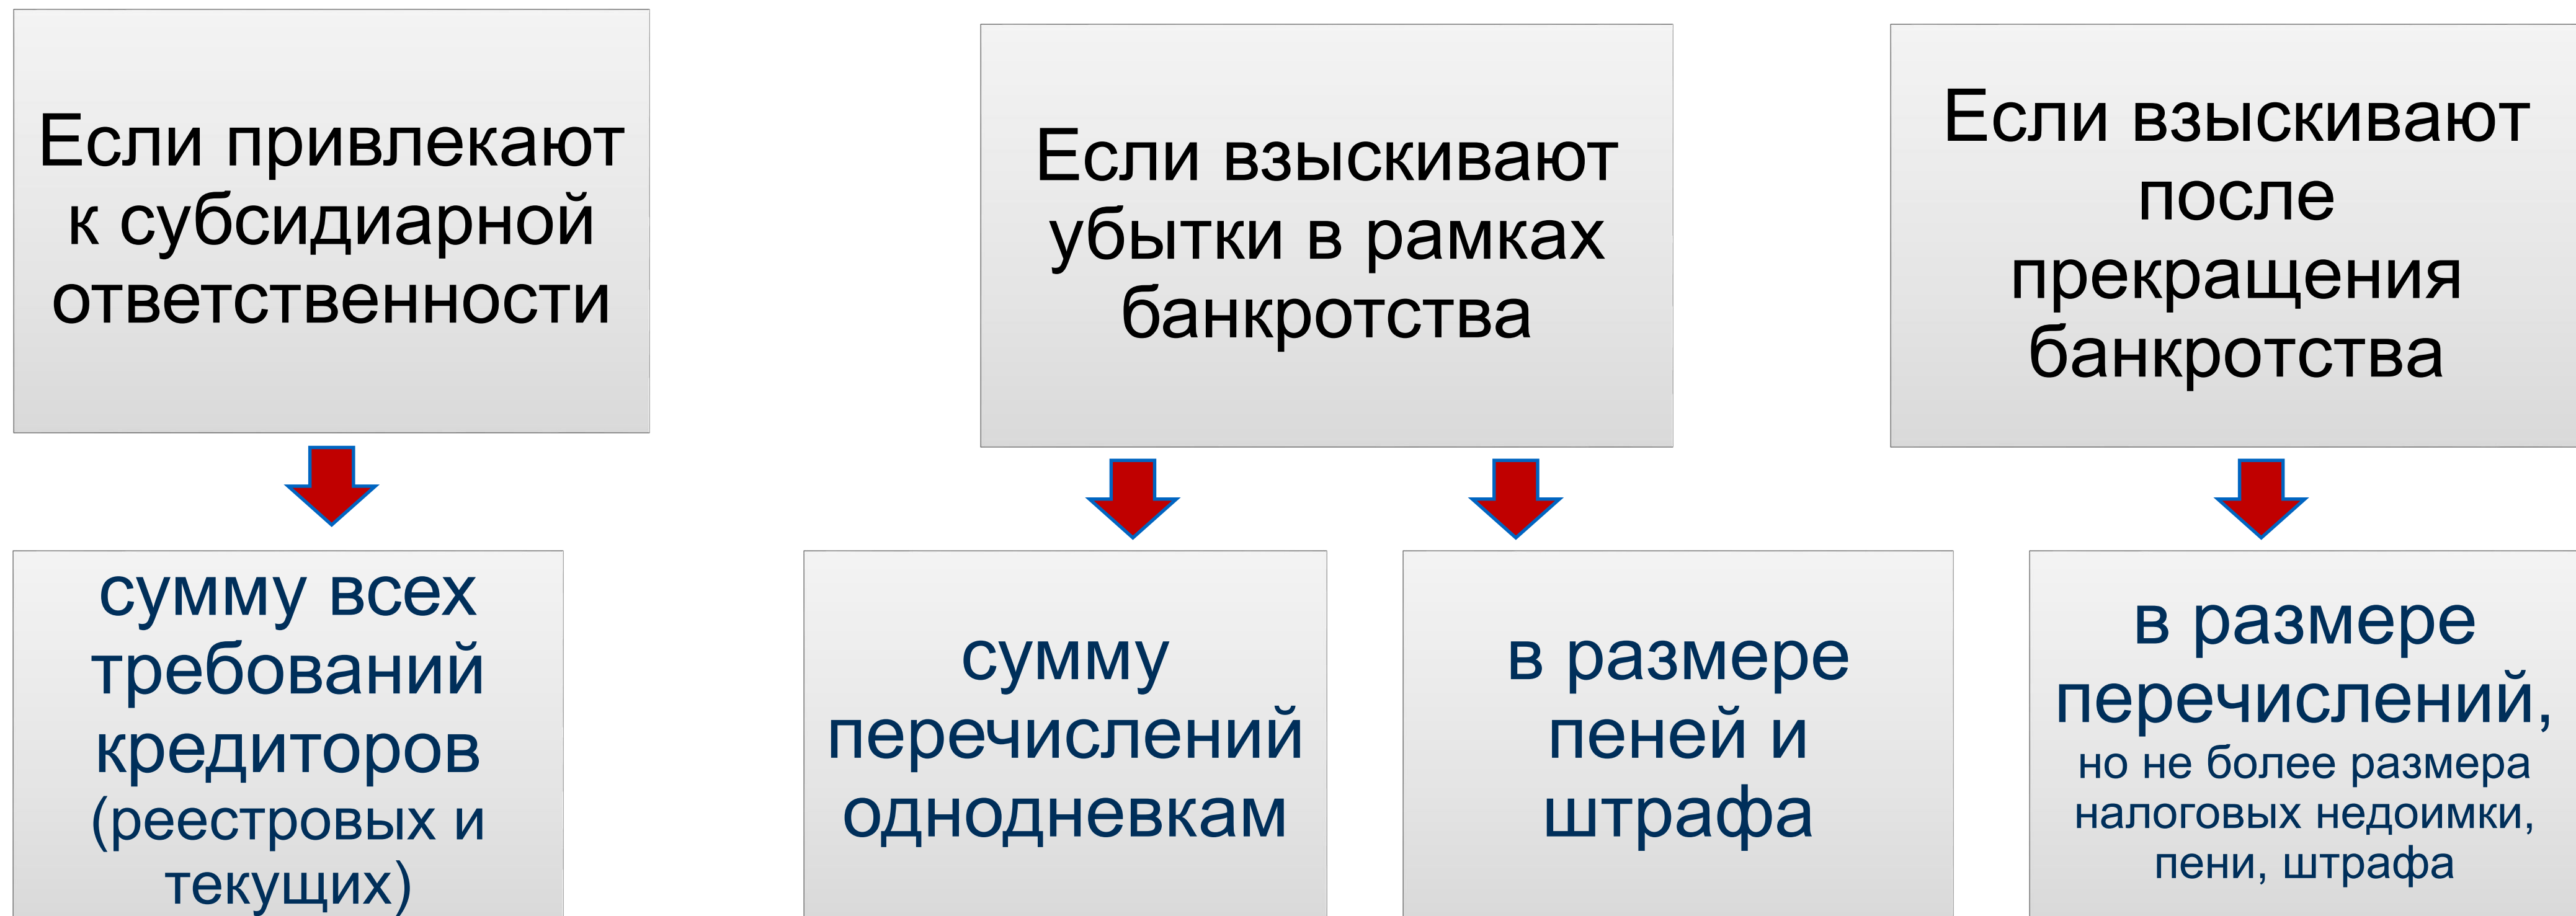 Если привлекают
к субсидиарной
ответственности
Если взыскивают
убытки в рамках
банкротства
Если взыскивают
после
прекращения
банкротства
сумму всех
требований
кредиторов
(реестровых и
текущих)
сумму
перечислений
однодневкам
в размере
пеней и
штрафа
в размере
перечислений,
но не более размера
налоговых недоимки,
пени, штрафа